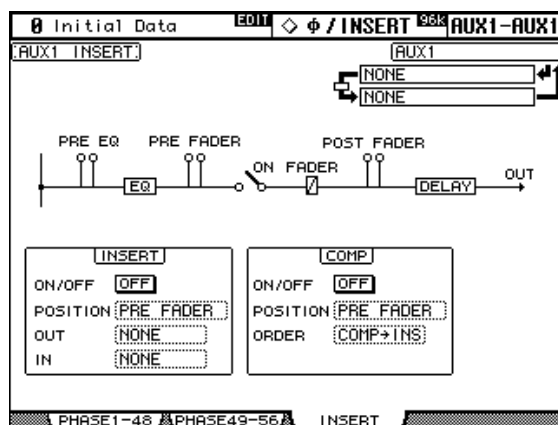 0 Initial Data EDIT ◇ Φ/INSERT 96k AUX1-AUX1
AUX1 INSERT AUX1
NONE
NONE
PRE EQ PRE FADER POST FADER
ON FADER OUT
EQ DELAY
INSERT
ON/OFF OFF
POSITION PRE FADER
OUT NONE
IN NONE
COMP
ON/OFF OFF
POSITION PRE FADER
ORDER COMP→INS
PHASE1-48 PHASE49-56 INSERT